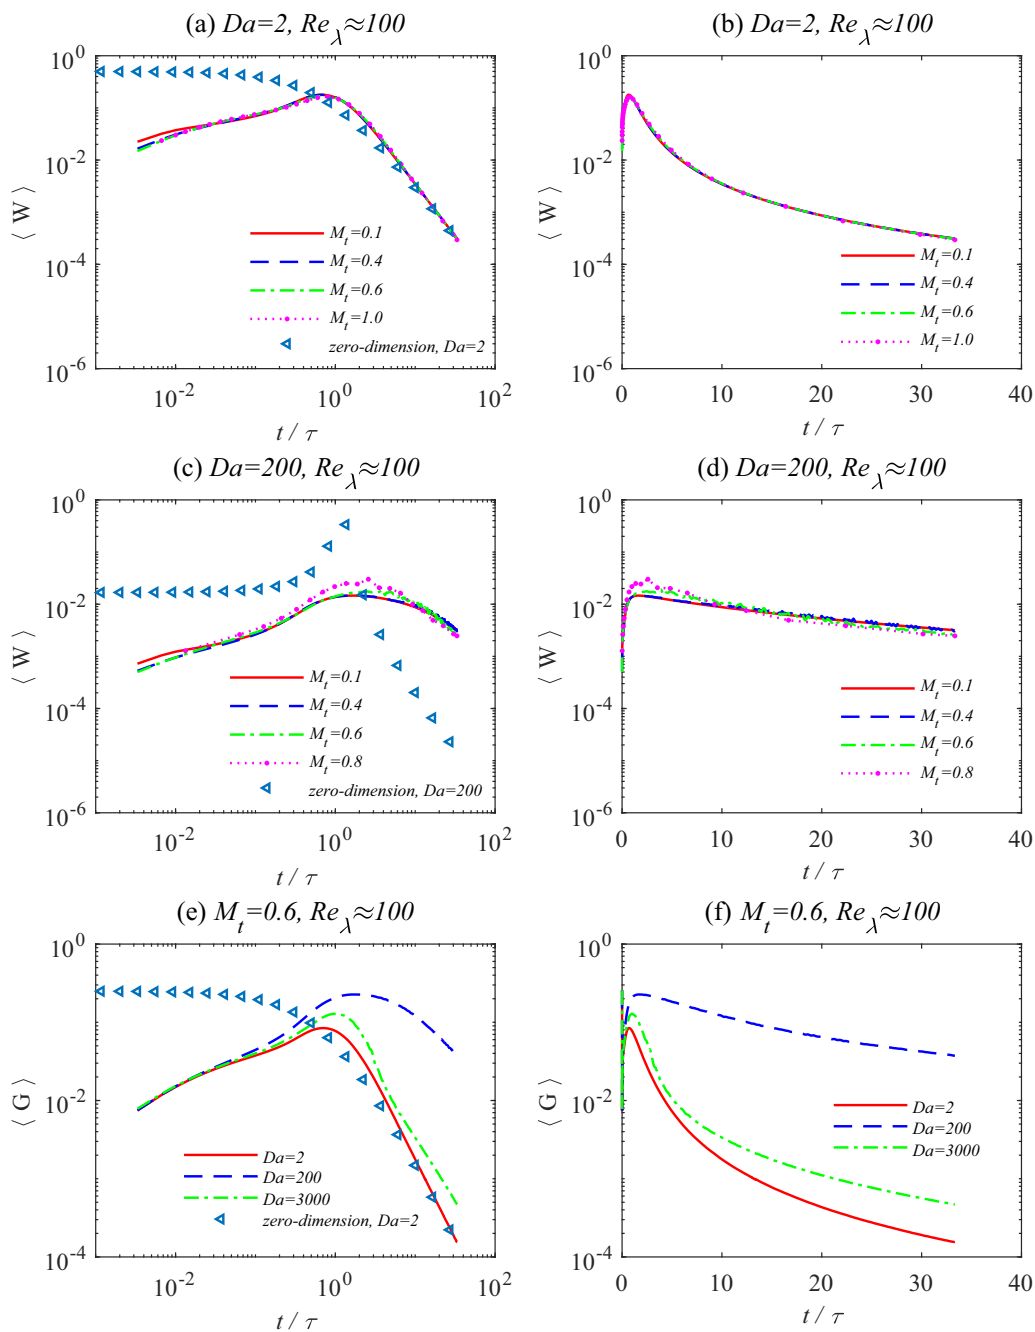 (a) Da=2, Re_λ≈100
10^0
10^-2
10^-4
10^-6
⟨ W ⟩
M_t=0.1
M_t=0.4
M_t=0.6
M_t=1.0
zero-dimension, Da=2
10^-2
10^0
10^2
t / τ
(b) Da=2, Re_λ≈100
10^0
10^-2
10^-4
10^-6
⟨ W ⟩
M_t=0.1
M_t=0.4
M_t=0.6
M_t=1.0
0 10 20 30 40
t / τ
(c) Da=200, Re_λ≈100
10^0
10^-2
10^-4
10^-6
⟨ W ⟩
M_t=0.1
M_t=0.4
M_t=0.6
M_t=0.8
zero-dimension, Da=200
10^-2
10^0
10^2
t / τ
(d) Da=200, Re_λ≈100
10^0
10^-2
10^-4
10^-6
⟨ W ⟩
M_t=0.1
M_t=0.4
M_t=0.6
M_t=0.8
0 10 20 30 40
t / τ
(e) M_t=0.6, Re_λ≈100
10^0
10^-2
10^-4
⟨ G ⟩
Da=2
Da=200
Da=3000
zero-dimension, Da=2
10^-2
10^0
10^2
t / τ
(f) M_t=0.6, Re_λ≈100
10^0
10^-2
10^-4
⟨ G ⟩
Da=2
Da=200
Da=3000
0 10 20 30 40
t / τ